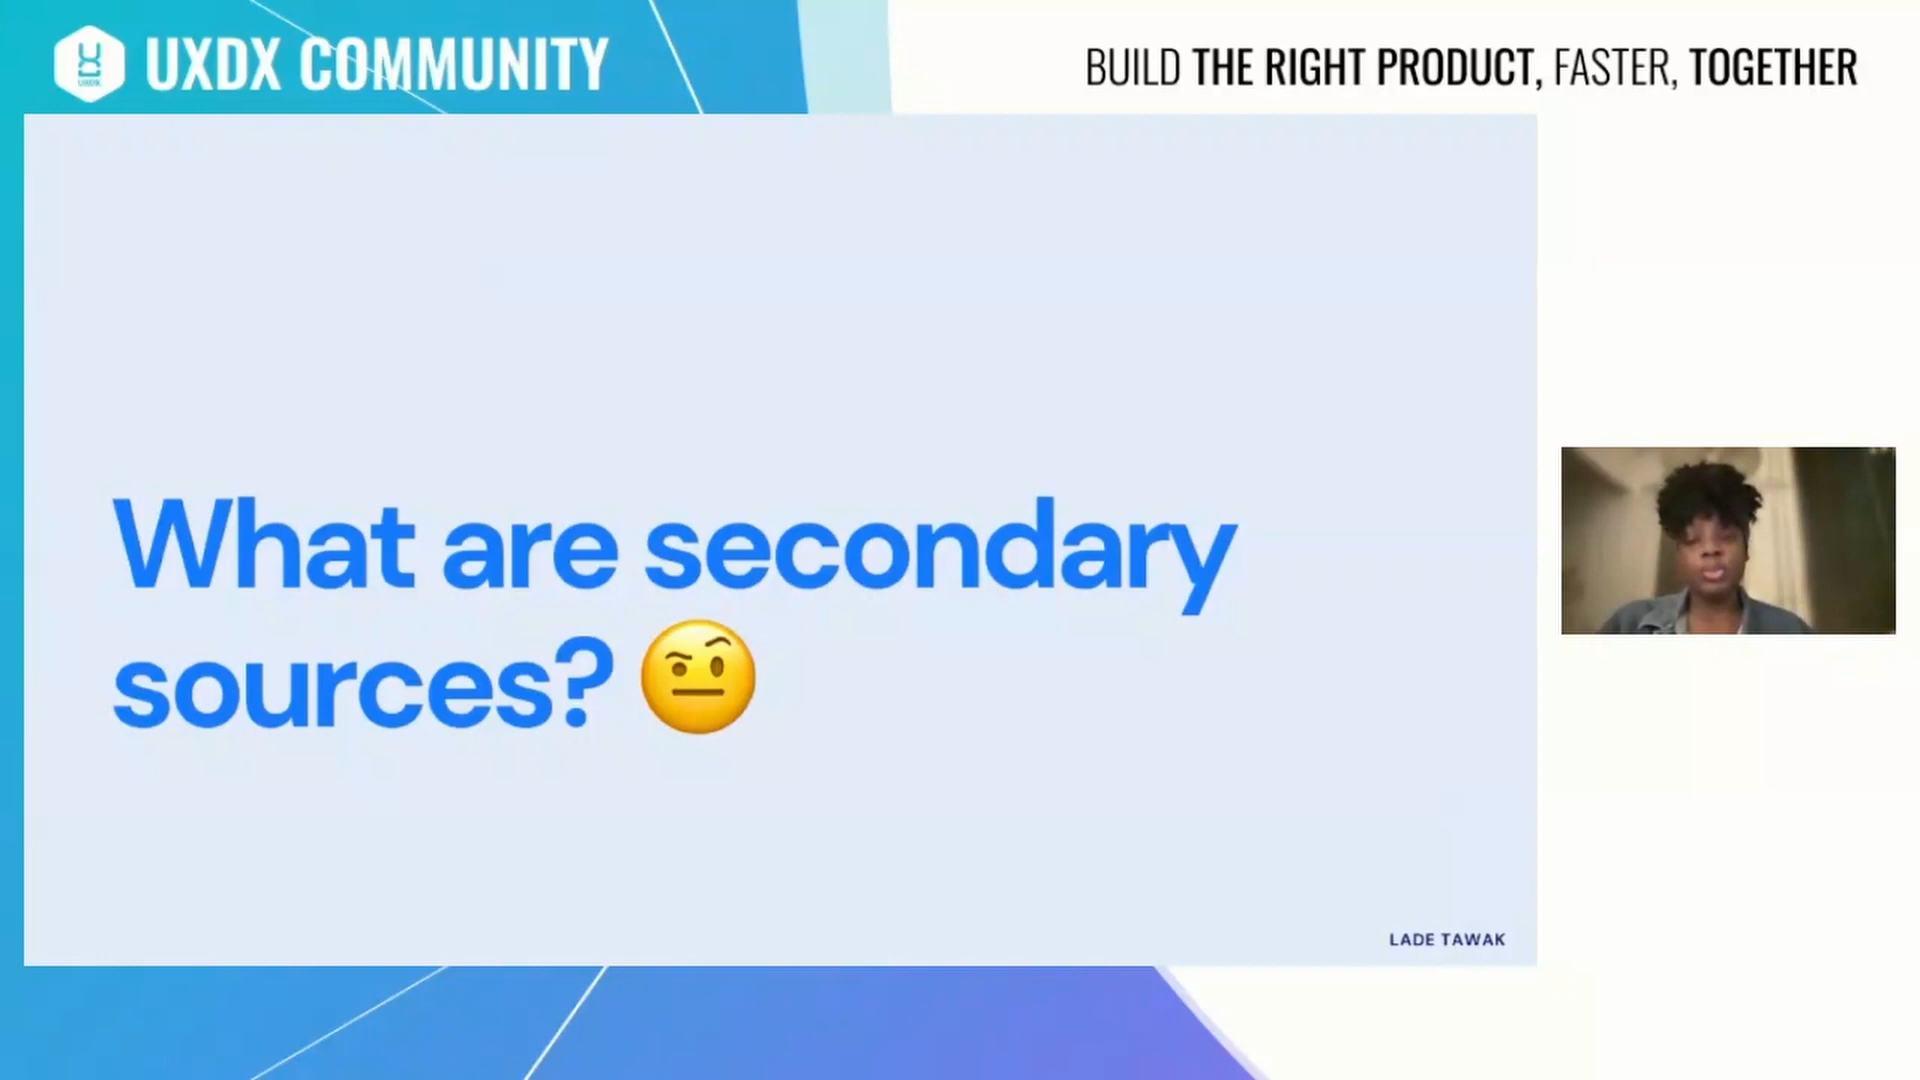 UXDX COMMUNITY
BUILD THE RIGHT PRODUCT, FASTER, TOGETHER
What are secondary
sources? 🤨
LADE TAWAK